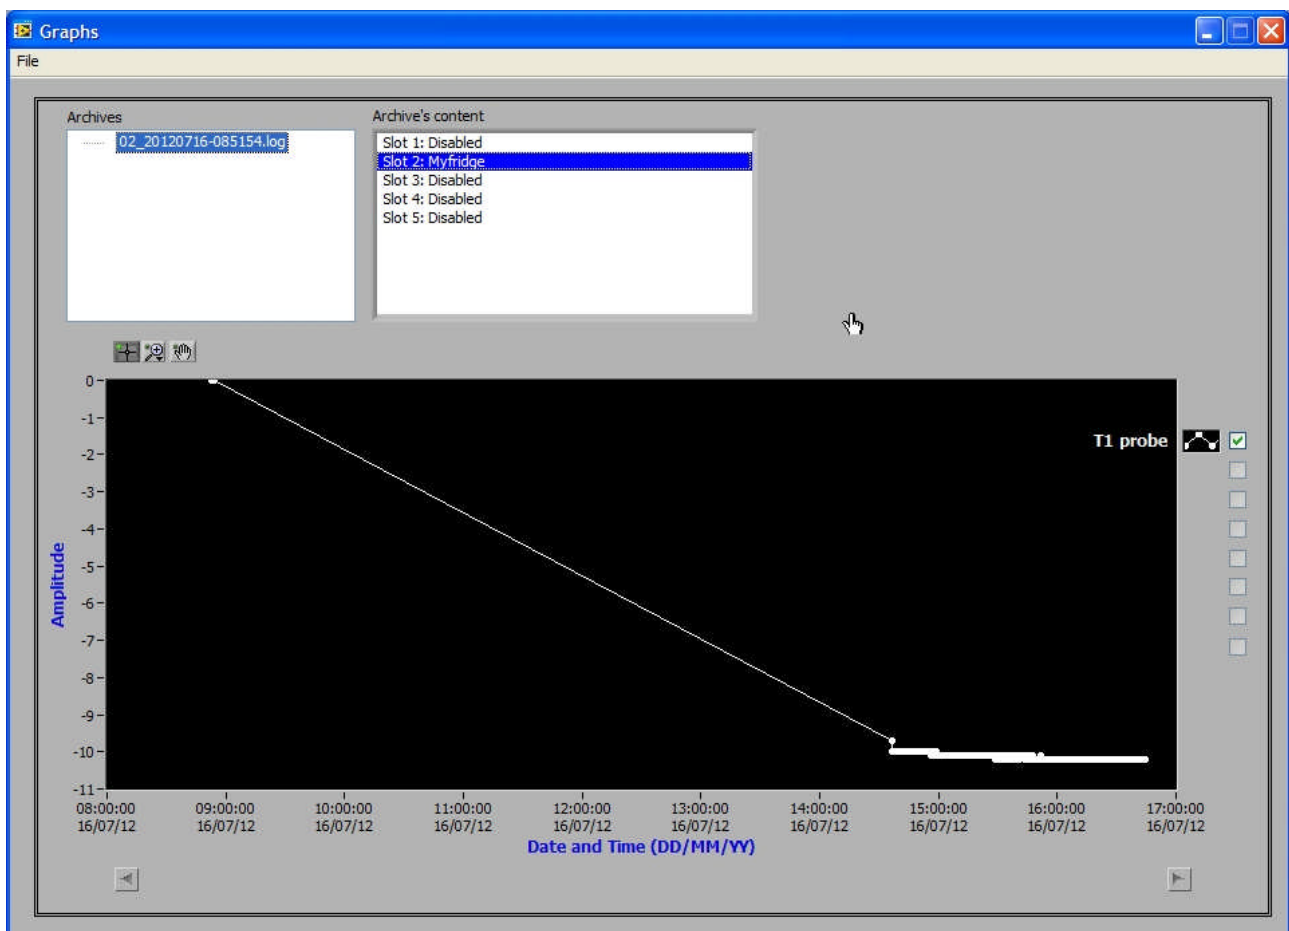 Graphs
File
Archives
Archive's content
02_20120716-085154.log
Slot 1: Disabled
Slot 2: Myfridge
Slot 3: Disabled
Slot 4: Disabled
Slot 5: Disabled
T1 probe
Amplitude
0
-1
-2
-3
-4
-5
-6
-7
-8
-9
-10
-11
08:00:00 09:00:00 10:00:00 11:00:00 12:00:00 13:00:00 14:00:00 15:00:00 16:00:00 17:00:00
16/07/12 16/07/12 16/07/12 16/07/12 16/07/12 16/07/12 16/07/12 16/07/12 16/07/12 16/07/12
Date and Time (DD/MM/YY)